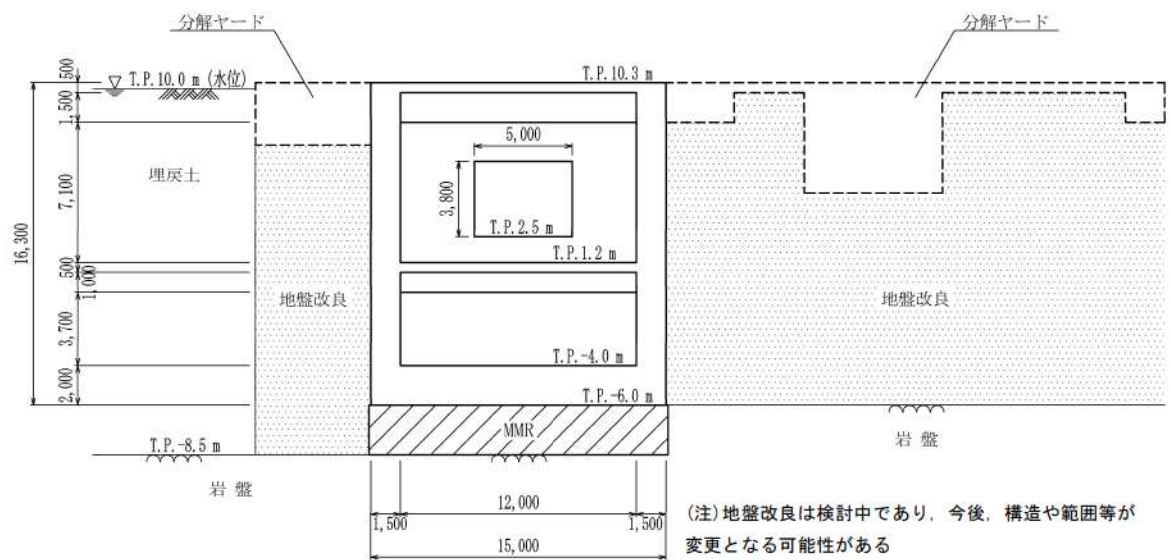 分解ヤード
分解ヤード
T.P.10.0 m (水位)
T.P.10.3 m
500
1,500
7,100
500
1,000
3,700
2,000
16,300
埋戻土
5,000
3,800
T.P.2.5 m
T.P.1.2 m
地盤改良
地盤改良
T.P.-4.0 m
T.P.-6.0 m
MMR
T.P.-8.5 m
岩 盤
岩 盤
1,500
12,000
1,500
15,000
(注)地盤改良は検討中であり，今後，構造や範囲等が
変更となる可能性がある